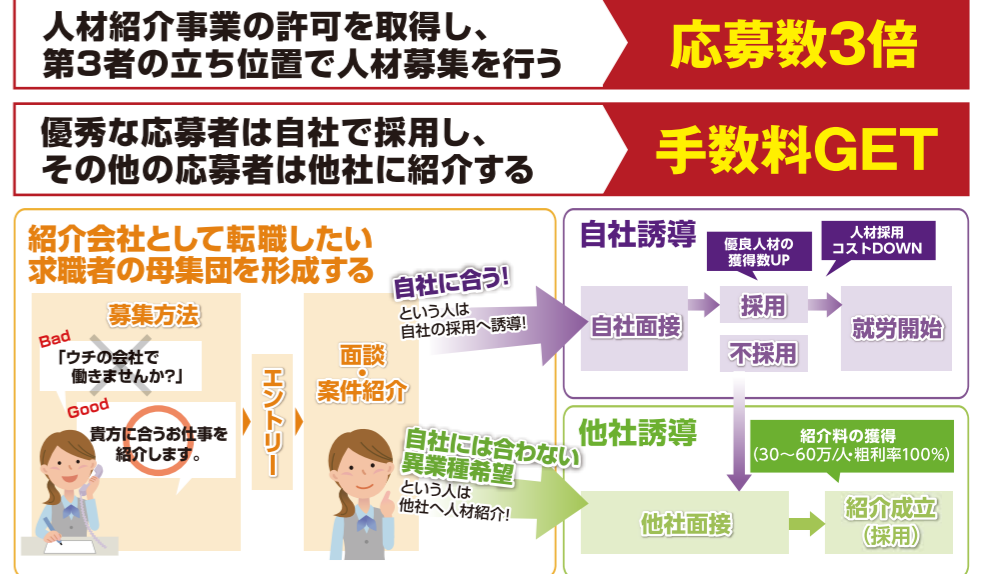 人材紹介事業の許可を取得し、
第3者の立ち位置で人材募集を行う
応募数3倍
優秀な応募者は自社で採用し、
その他の応募者は他社に紹介する
手数料GET
紹介会社として転職したい
求職者の母集団を形成する
募集方法
Bad
「ウチの会社で
働きませんか?」
Good
貴方に合うお仕事を
紹介します。
エントリー
面談
・
案件紹介
自社に合う!
という人は
自社の採用へ誘導!
自社には合わない
異業種希望
という人は
他社へ人材紹介!
自社誘導
優良人材の
獲得数UP
人材採用
コストDOWN
自社面接
採用
不採用
就労開始
他社誘導
紹介料の獲得
(30〜60万/人・粗利率100%)
他社面接
紹介成立
(採用)